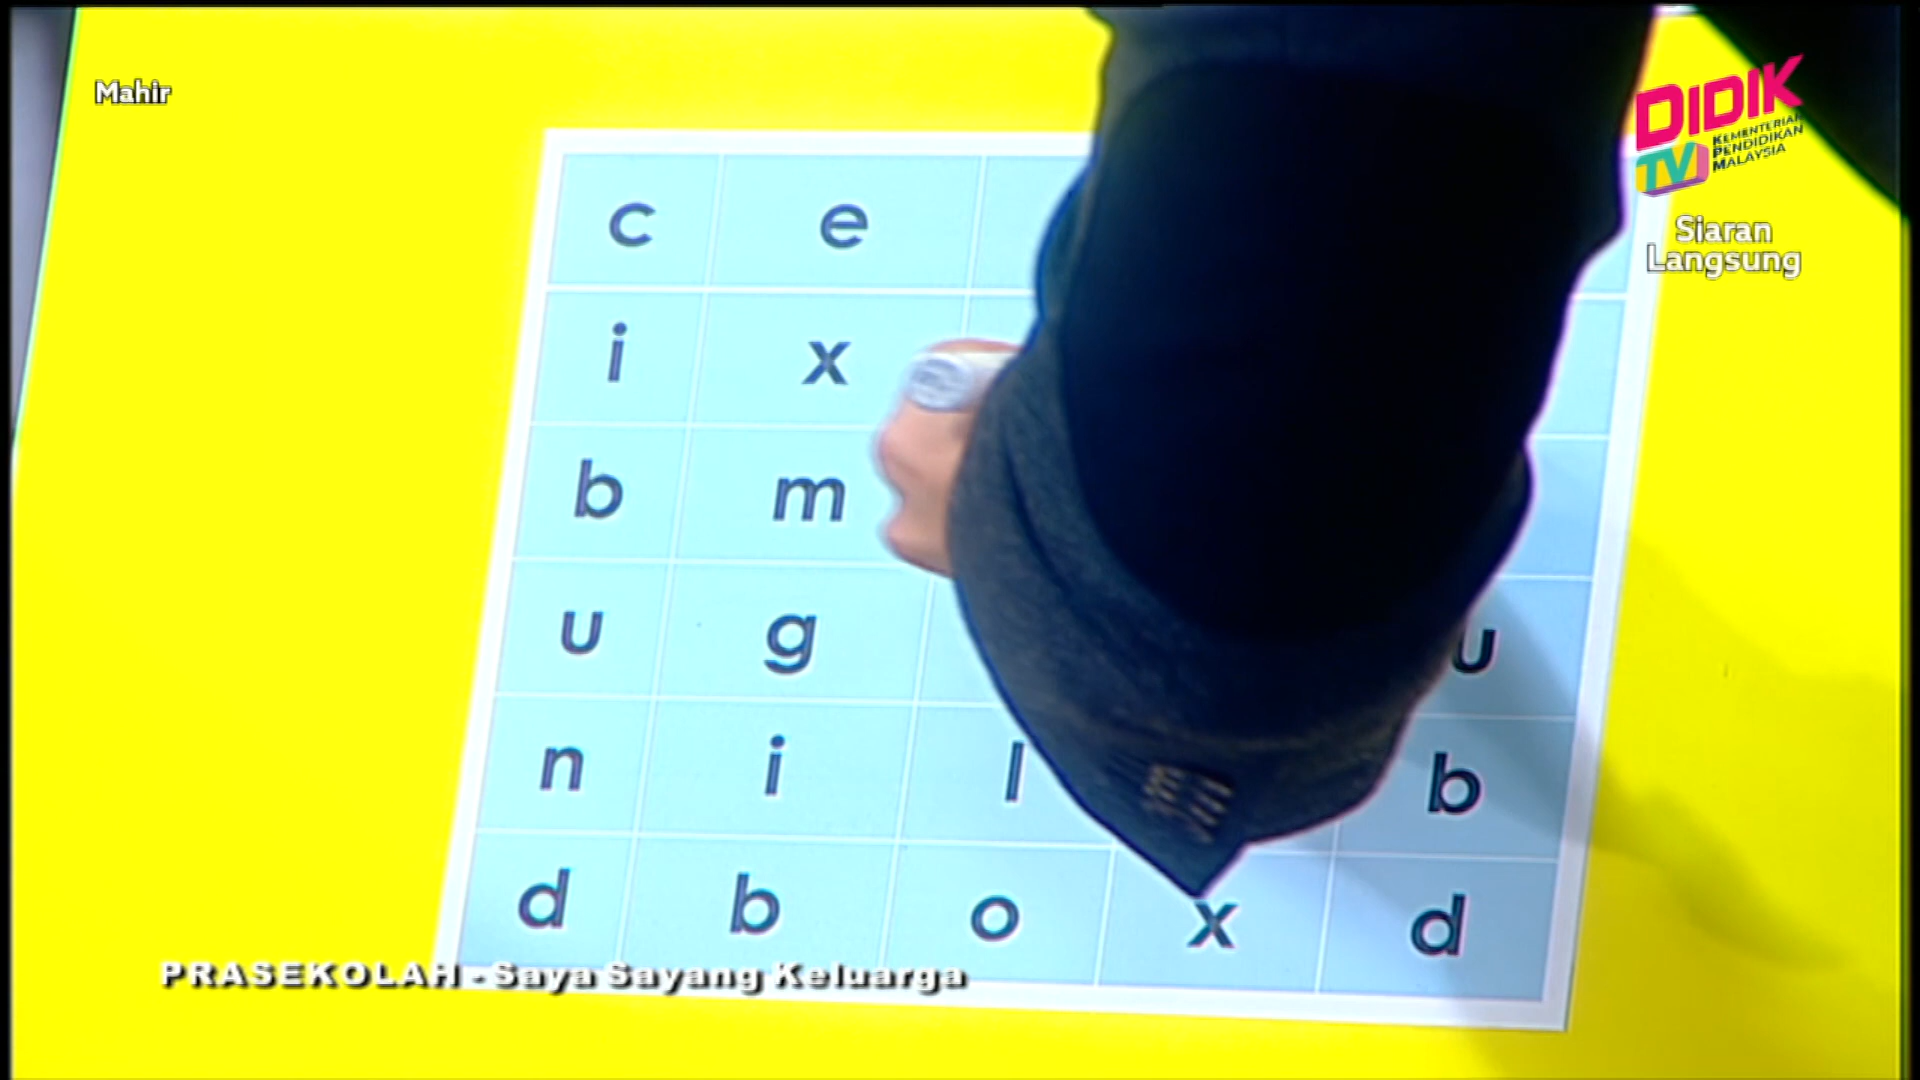 Mahir
DIDIK
TV
KEMENTERIAN
PENDIDIKAN
MALAYSIA
Siaran
Langsung
c e
i x
b m
u g u
n i l b
d b o x d
PRASEKOLAH - Saya Sayang Keluarga